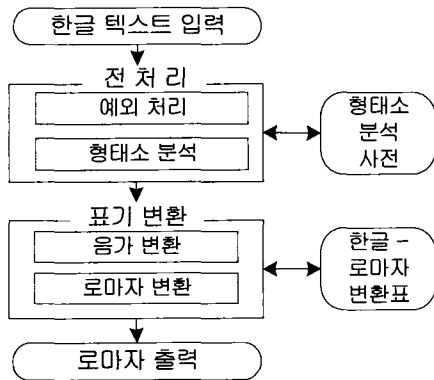 한글 텍스트 입력
전 처 리
예외 처리
형태소 분석
형태소
분석
사전
표기 변환
음가 변환
로마자 변환
한글 -
로마자
변환표
로마자 출력